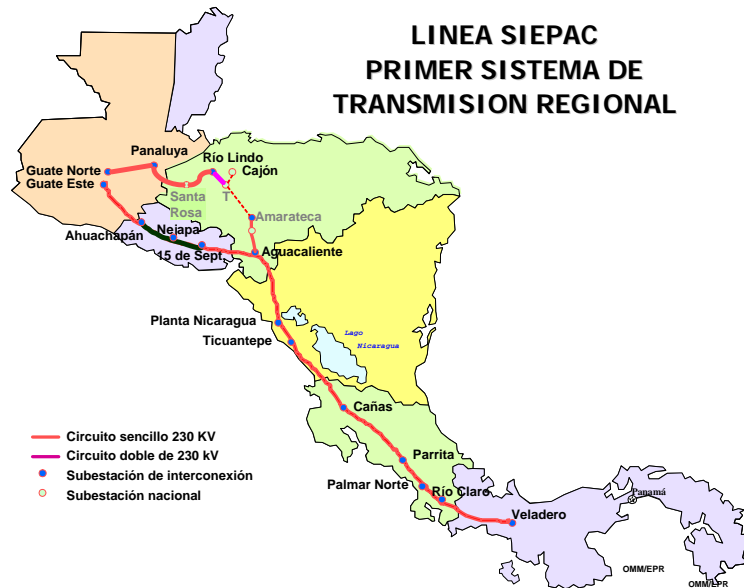 LINEA SIEPAC
PRIMER SISTEMA DE
TRANSMISION REGIONAL
Panaluya
Río Lindo
Cajón
Guate Norte
Guate Este
Santa
Rosa
T
Amarateca
Ahuachapán
Nejapa
15 de Sept.
Aguacaliente
Planta Nicaragua
Ticuantepe
Lago
Nicaragua
Cañas
Circuito sencillo 230 KV
Circuito doble de 230 kV
Subestación de interconexión
Subestación nacional
Parrita
Palmar Norte
Río Claro
Veladero
Panamá
OMM/EPR
OMM/EPR